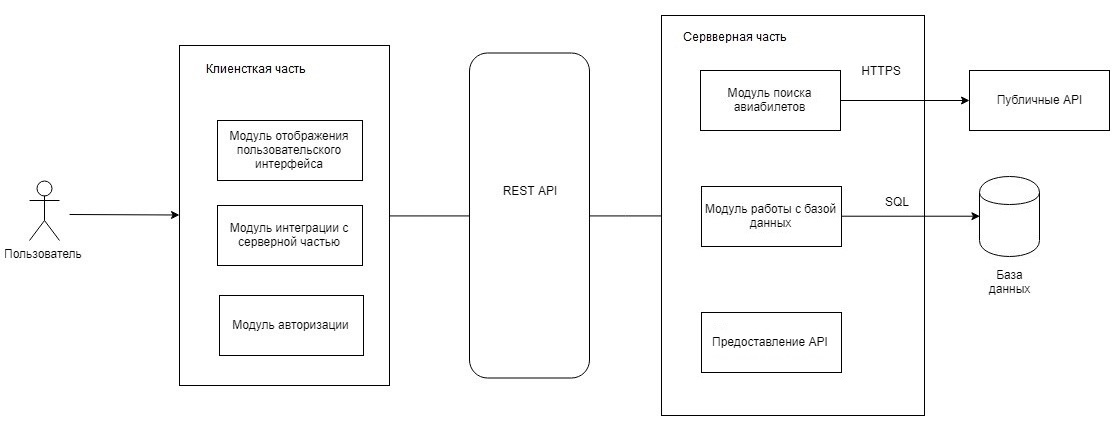 Пользователь
Клиенсткая часть
Модуль отображения
пользовательского
интерфейса
Модуль интеграции с
серверной частью
Модуль авторизации
REST API
Сервверная часть
Модуль поиска
авиабилетов
HTTPS
Публичные API
Модуль работы с базой
данных
SQL
База
данных
Предоставление API